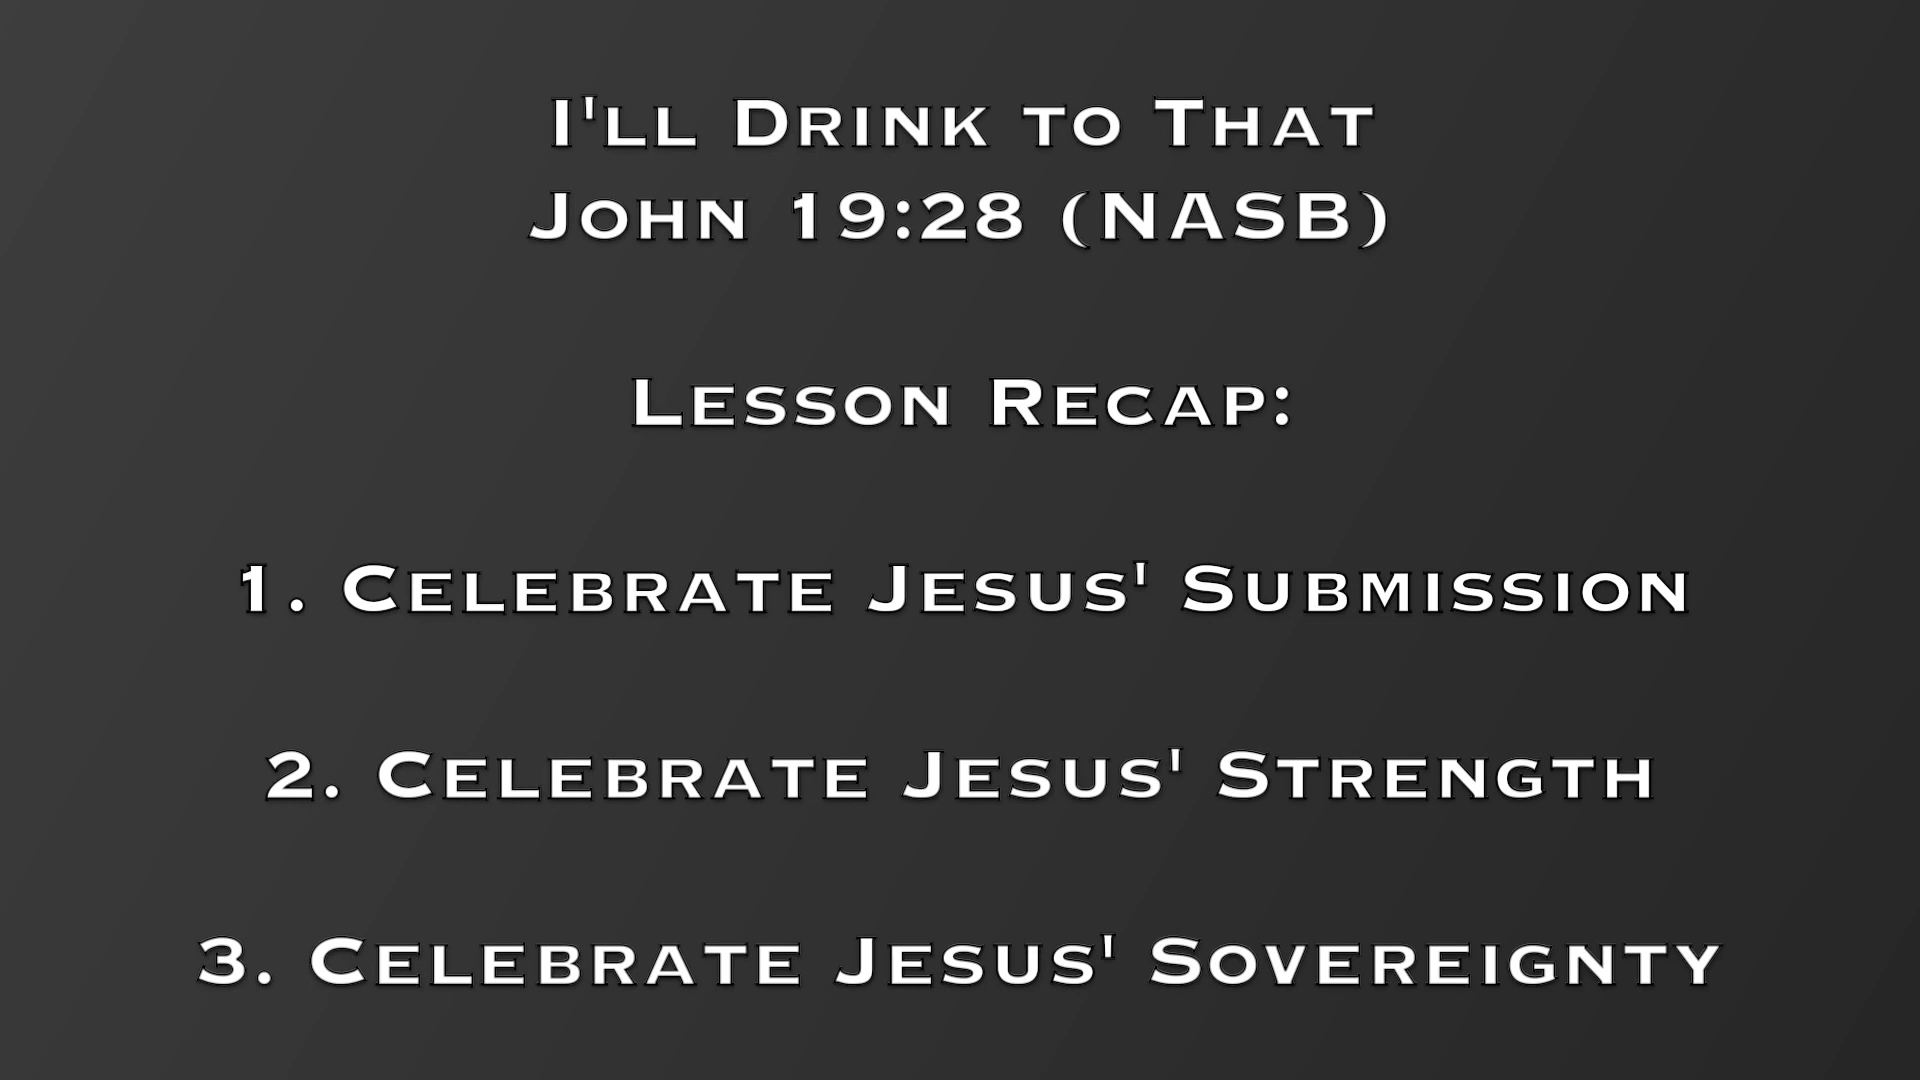 I'll Drink to That
John 19:28 (NASB)
Lesson Recap:
1. Celebrate Jesus' Submission
2. Celebrate Jesus' Strength
3. Celebrate Jesus' Sovereignty